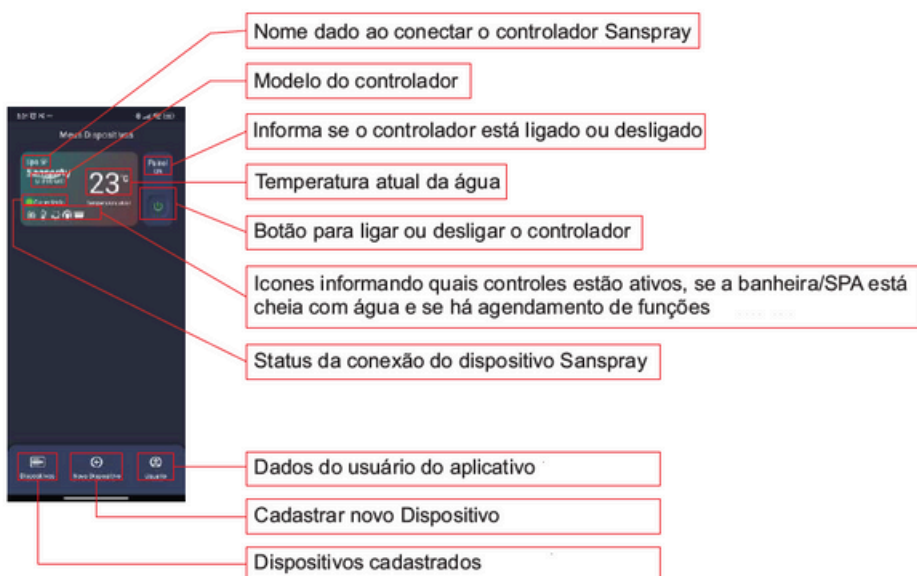 Nome dado ao conectar o controlador Sanspray
Modelo do controlador
Informa se o controlador está ligado ou desligado
Temperatura atual da água
Botão para ligar ou desligar o controlador
Icones informando quais controles estão ativos, se a banheira/SPA está
cheia com água e se há agendamento de funções
Status da conexão do dispositivo Sanspray
Dados do usuário do aplicativo
Cadastrar novo Dispositivo
Dispositivos cadastrados
Meus Dispositivos
Painel
23°C
Temperatura atual
Dispositivos
Novo Dispositivo
Usuário